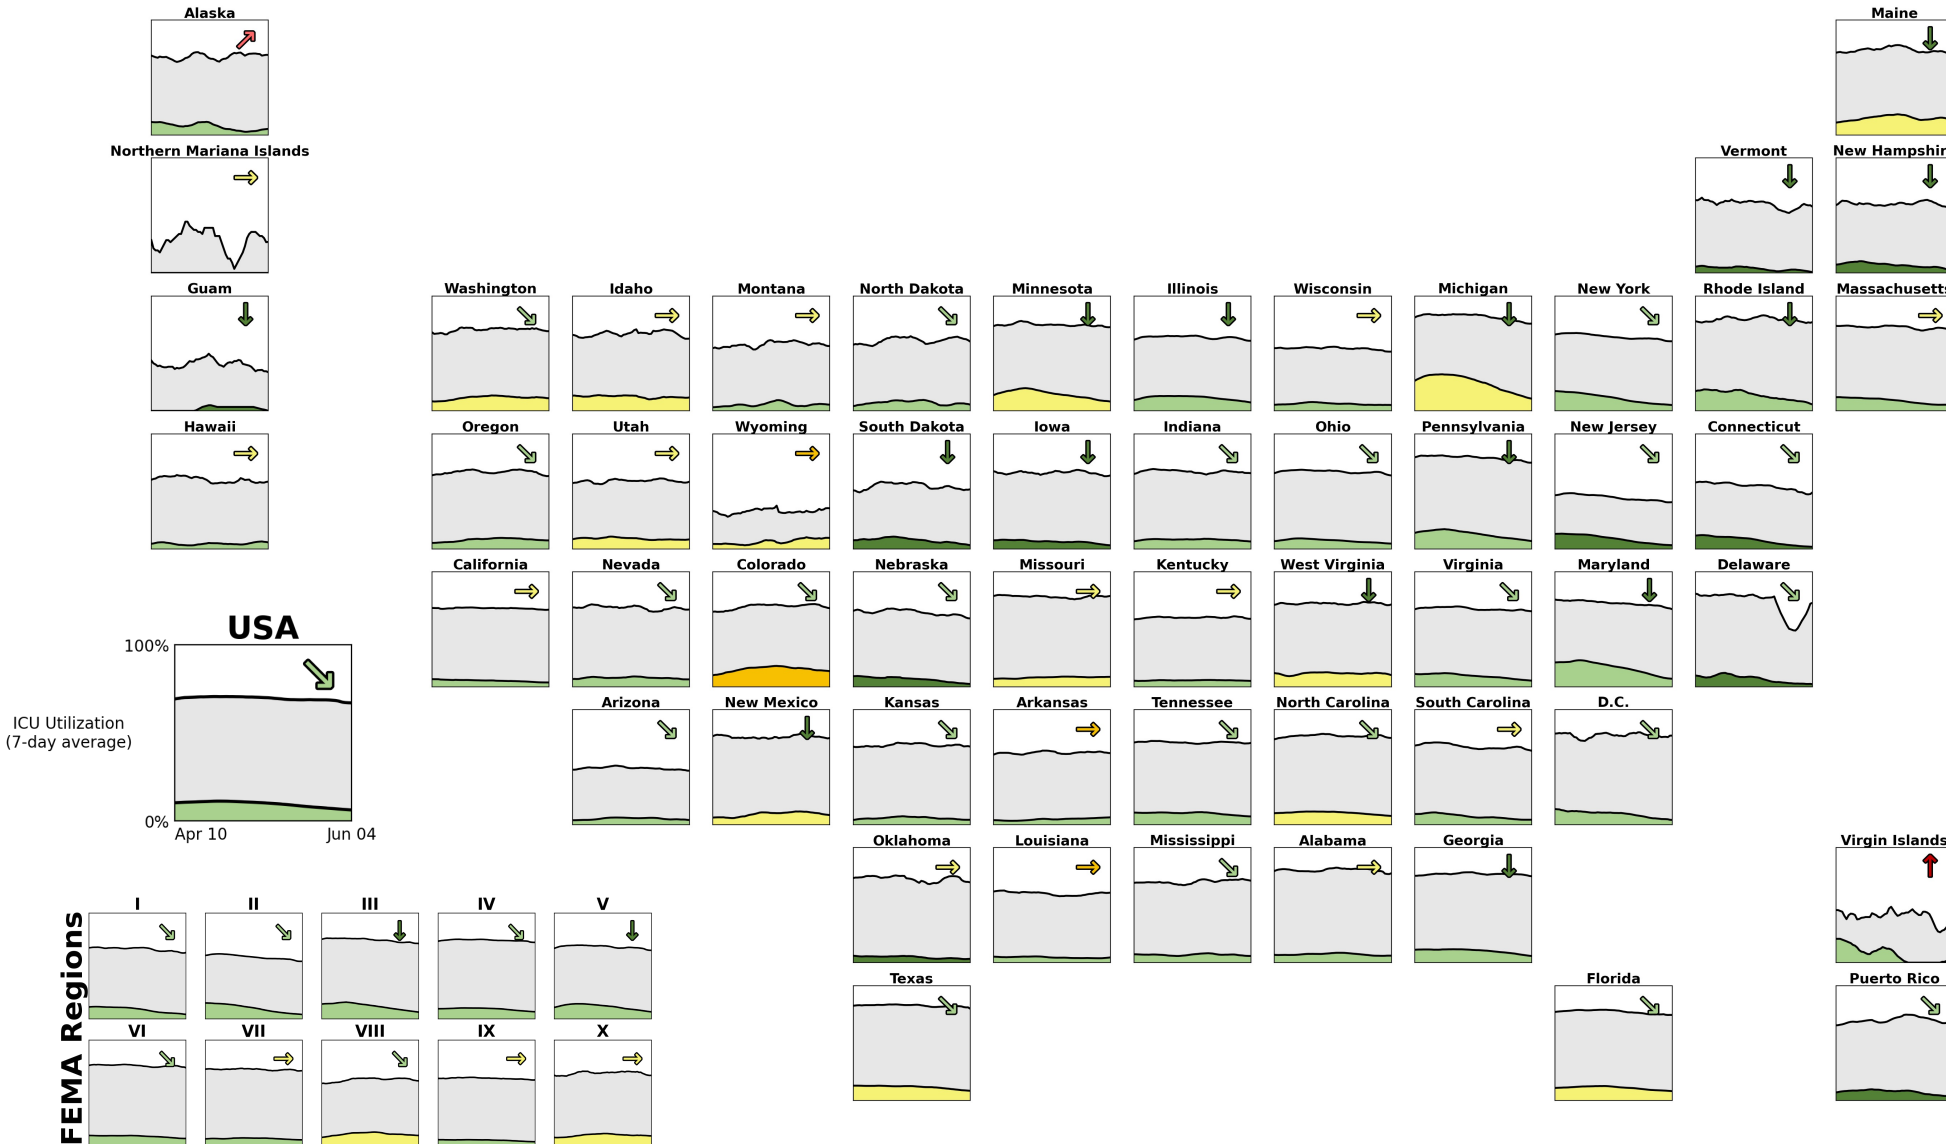 Alaska
Maine
Northern Mariana Islands
Vermont
New Hampshir
Guam
Washington
Idaho
Montana
North Dakota
Minnesota
Illinois
Wisconsin
Michigan
New York
Rhode Island
Massachusetts
Hawaii
Oregon
Utah
Wyoming
South Dakota
Iowa
Indiana
Ohio
Pennsylvania
New Jersey
Connecticut
California
Nevada
Colorado
Nebraska
Missouri
Kentucky
West Virginia
Virginia
Maryland
Delaware
USA
100%
ICU Utilization
(7-day average)
0%
Apr 10
Jun 04
Arizona
New Mexico
Kansas
Arkansas
Tennessee
North Carolina
South Carolina
D.C.
Oklahoma
Louisiana
Mississippi
Alabama
Georgia
Virgin Islands
Texas
Florida
Puerto Rico
FEMA Regions
I
II
III
IV
V
VI
VII
VIII
IX
X